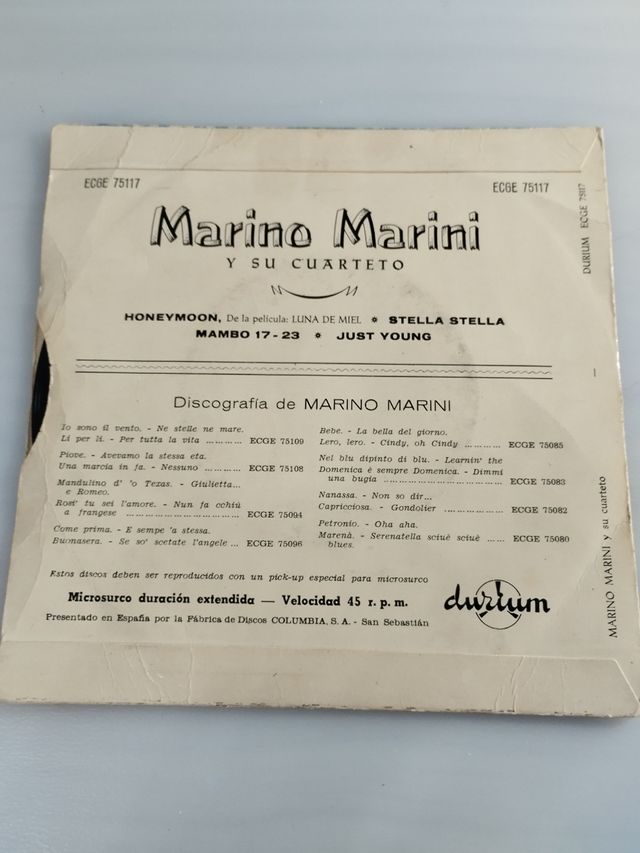 ECGE 75117
ECGE 75117
Marino Marini
Y SU CUARTETO
HONEYMOON, De la película: LUNA DE MIEL * STELLA STELLA
MAMBO 17-23 * JUST YOUNG
Discografía de MARINO MARINI
Io sono il vento. - Ne stelle ne mare.
Li per li. - Per tutta la vita ........... ECGE 75109
Piove. - Avevamo la stessa eta.
Una marcia in fa. - Nessuno ........... ECGE 75108
Mandulino d' 'o Texas. - Giulietta...
e Romeo.
Rosi' tu sei l'amore. - Nun fa cchiù
a frangese ........... ECGE 75094
Come prima. - E sempe 'a stessa.
Buonasera. - Se so' scetate l'angele ... ECGE 75096
Bebe. - La bella del giorno.
Lero, lero. - Cindy, oh Cindy ........... ECGE 75085
Nel blu dipinto di blu. - Learnin' the
Domenica è sempre Domenica. - Dimmi
una bugia ........... ECGE 75083
Nanassa. - Non so dir...
Capricciosa. - Gondolier ........... ECGE 75082
Petronio. - Oha aha.
Marenà. - Serenatella sciuè sciuè ..... ECGE 75080
blues.
Estos discos deben ser reproducidos con un pick-up especial para microsurco
Microsurco duración extendida — Velocidad 45 r. p. m.
Presentado en España por la Fábrica de Discos COLUMBIA, S. A. - San Sebastián
durium
DURIUM ECGE 75117
MARINO MARINI y su cuarteto